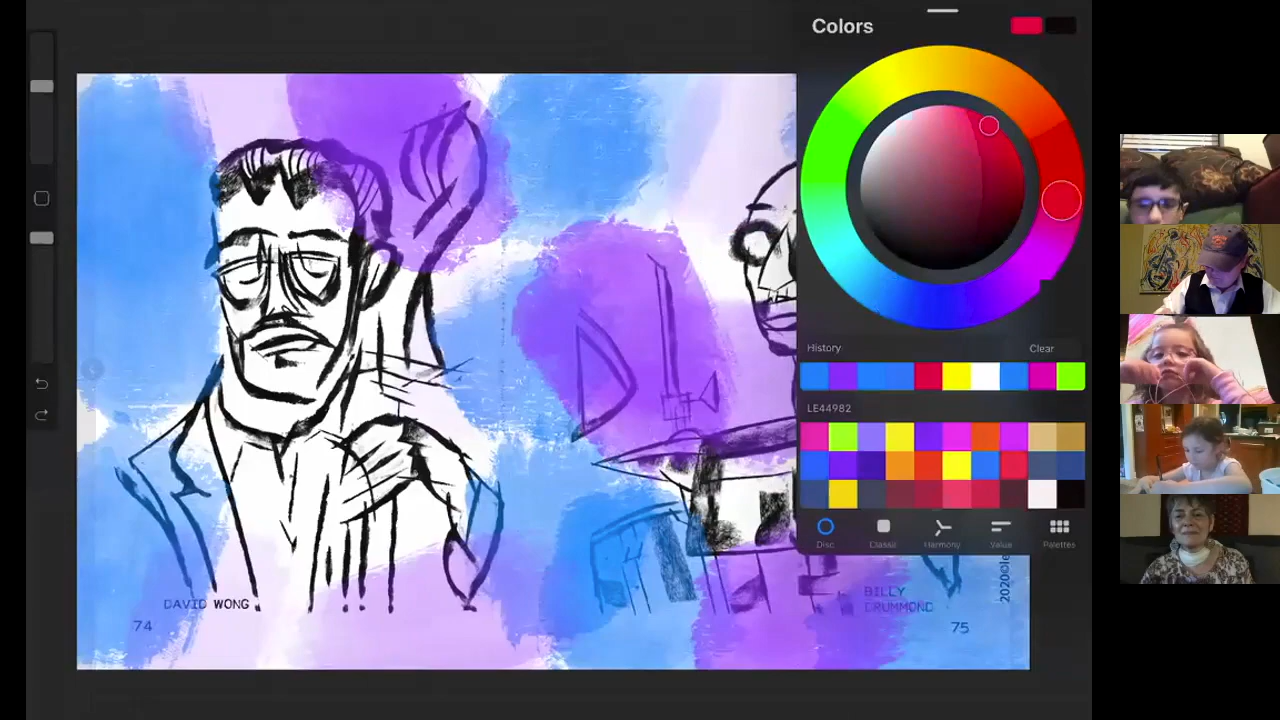 Colors
History
Clear
LE44982
Disc
Classic
Harmony
Value
Palettes
DAVID WONG
74
BILLY
DRUMMOND
75